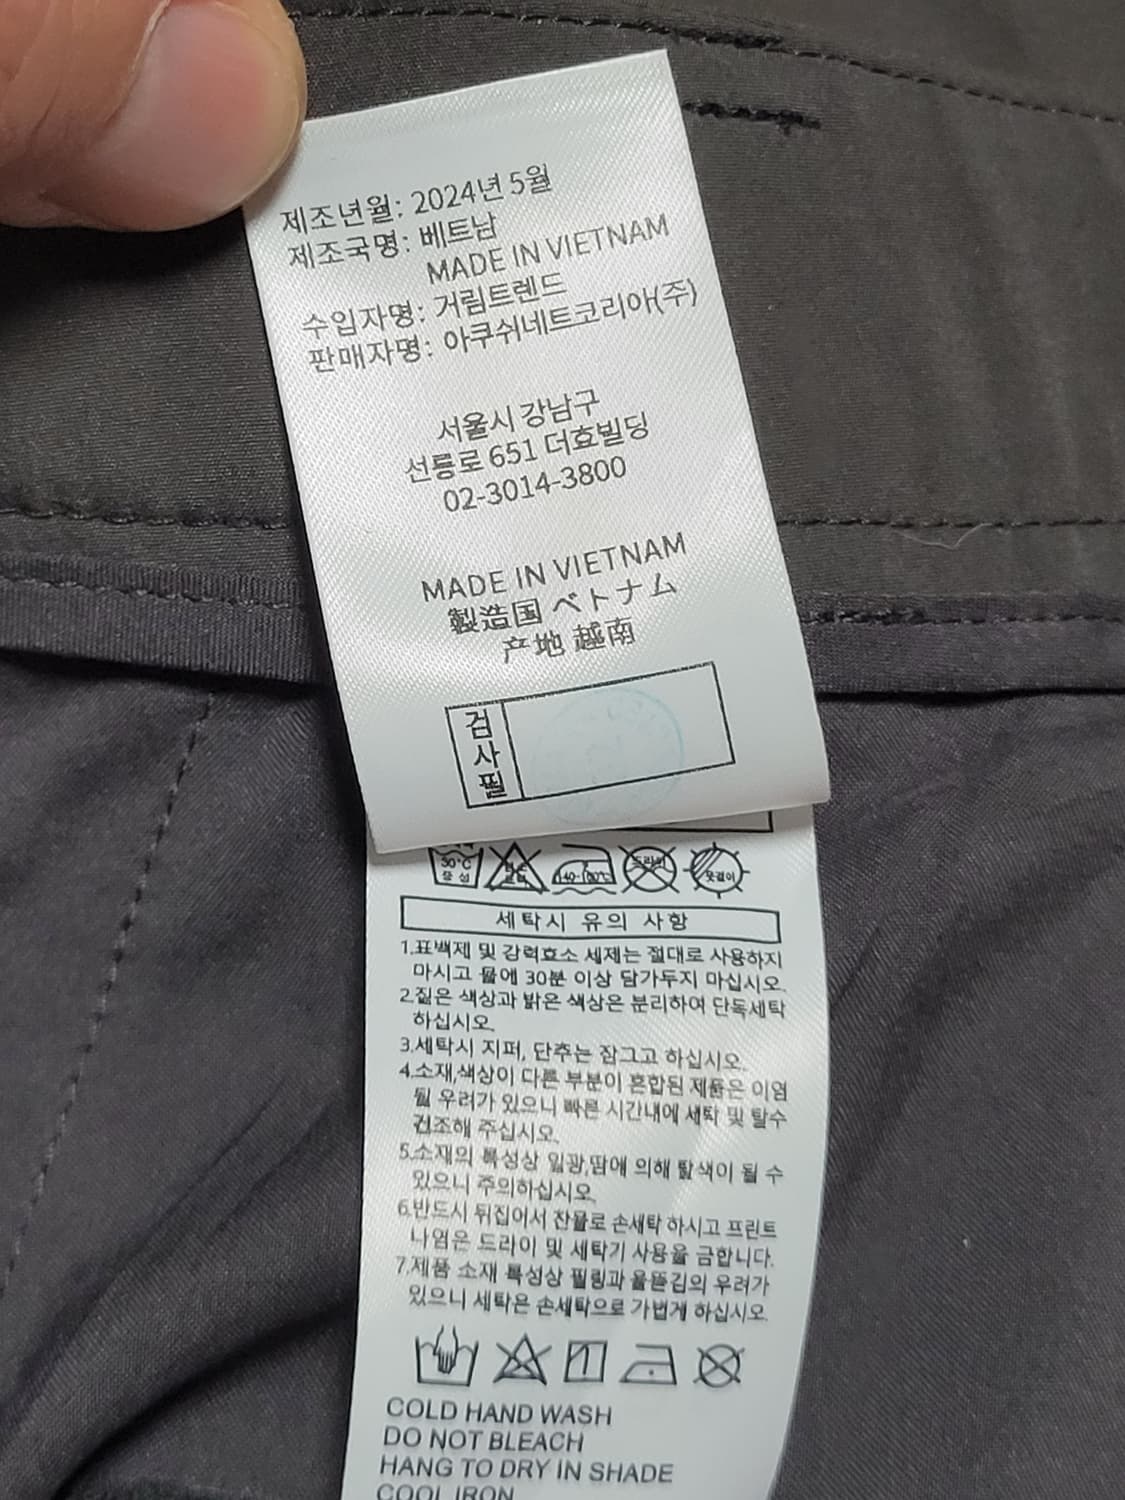 제조년월: 2024년 5월
제조국명: 베트남
MADE IN VIETNAM
수입자명: 거림트렌드
판매자명: 아쿠쉬네트코리아(주)
서울시 강남구
선릉로 651 더효빌딩
02-3014-3800
MADE IN VIETNAM
製造国 ベトナム
产地 越南
검사필
30°C
중성
드라이
옷걸이
세탁시 유의 사항
1.표백제 및 강력효소 세제는 절대로 사용하지
마시고 물에 30분 이상 담가두지 마십시오.
2.짙은 색상과 밝은 색상은 분리하여 단독세탁
하십시오.
3.세탁시 지퍼, 단추는 잠그고 하십시오.
4.소재,색상이 다른 부분이 혼합된 제품은 이염
될 우려가 있으니 빠른 시간내에 세탁 및 탈수
건조해 주십시오.
5.소재의 특성상 일광,땀에 의해 탈색이 될 수
있으니 주의하십시오.
6.반드시 뒤집어서 찬물로 손세탁 하시고 프린트
나염은 드라이 및 세탁기 사용을 금합니다.
7.제품 소재 특성상 필링과 올뜯김의 우려가
있으니 세탁은 손세탁으로 가볍게 하십시오.
COLD HAND WASH
DO NOT BLEACH
HANG TO DRY IN SHADE
COOL IRON